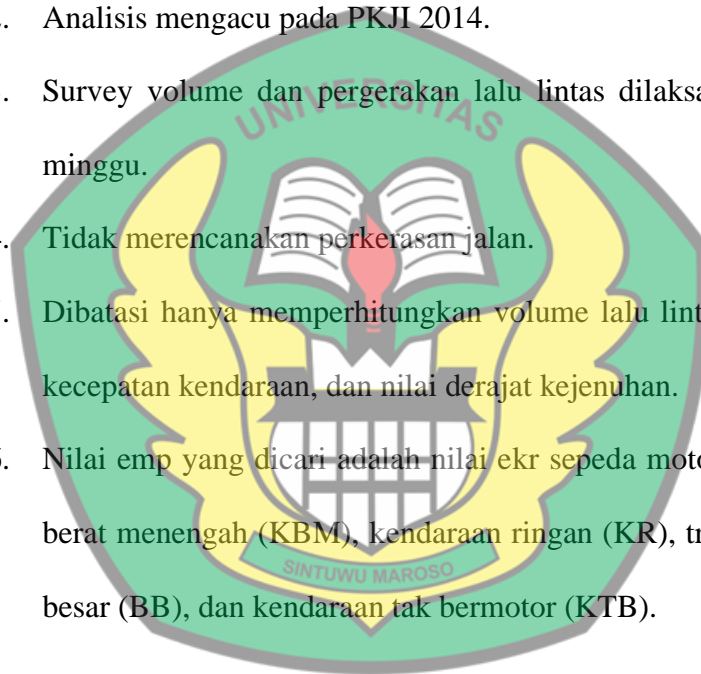 . Analisis mengacu pada PKJI 2014.
. Survey volume dan pergerakan lalu lintas dilaksa
minggu.
. Tidak merencanakan perkerasan jalan.
. Dibatasi hanya memperhitungkan volume lalu lint
kecepatan kendaraan, dan nilai derajat kejenuhan.
. Nilai emp yang dicari adalah nilai ekr sepeda moto
berat menengah (KBM), kendaraan ringan (KR), tr
besar (BB), dan kendaraan tak bermotor (KTB).
UNIVERSITAS
SINTUWU MAROSO